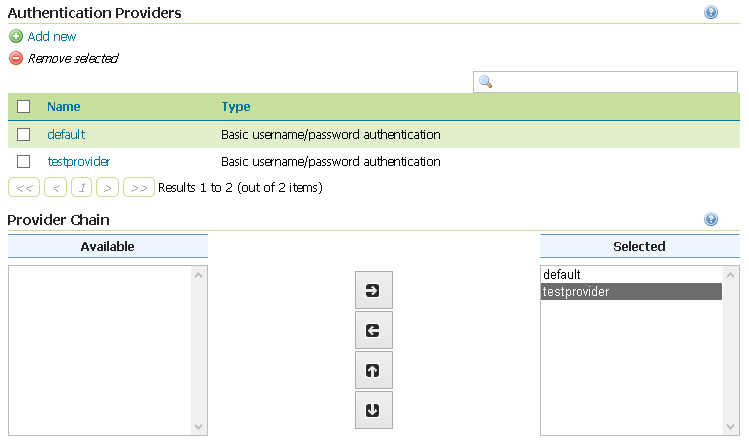 Authentication Providers
Add new
Remove selected
Name Type
default Basic username/password authentication
testprovider Basic username/password authentication
<< < 1 > >> Results 1 to 2 (out of 2 items)
Provider Chain
Available Selected
default
testprovider